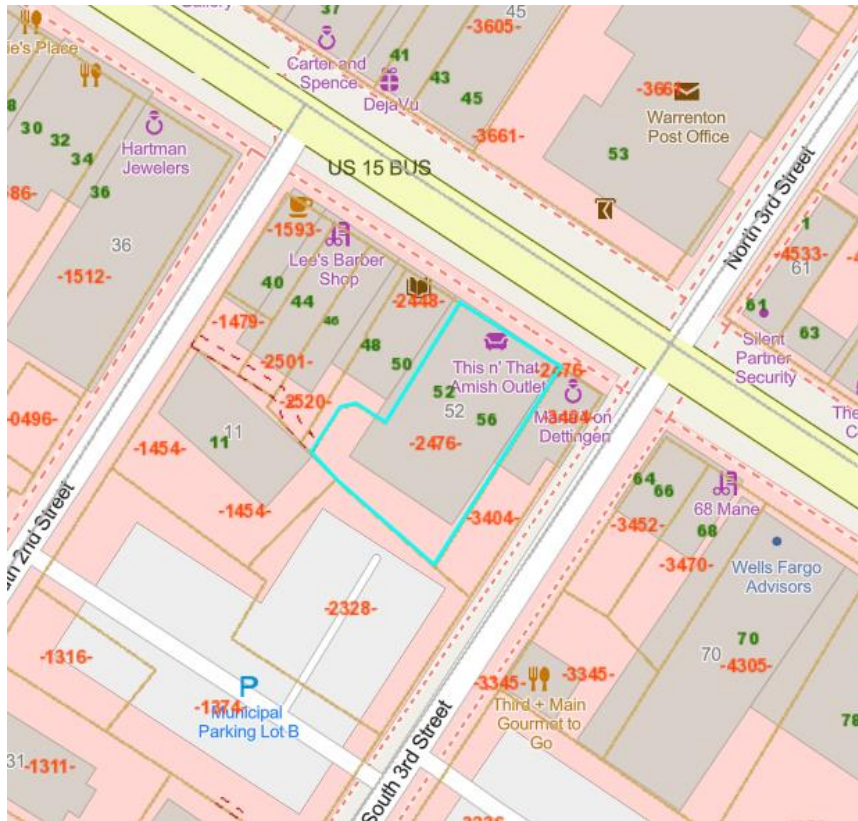 Gallery
37
45
-3605-
ie's Place
Carter and
Spence
41
43
45
DejaVu
-3661-
-3661-
Warrenton
Post Office
53
30
32
34
36
Hartman
Jewelers
US 15 BUS
North 3rd Street
36
-1512-
-1593-
Lee's Barber
Shop
40
44
46
-1479-
-2448-
1
-4533-
61
61
63
Silent
Partner
Security
48
50
-2501-
-2520-
This n' That
Amish Outlet
-2476-
52
52
56
-3404-
Dettingen
-2476-
11
11
-1454-
-1454-
-3404-
64
66
68
68 Mane
-3452-
-3470-
Wells Fargo
Advisors
70
70
-4305-
-2328-
-1316-
P
-1374-
Municipal
Parking Lot B
-3345-
-3345-
Third + Main
Gourmet to
Go
78
31
-1311-
South 3rd Street